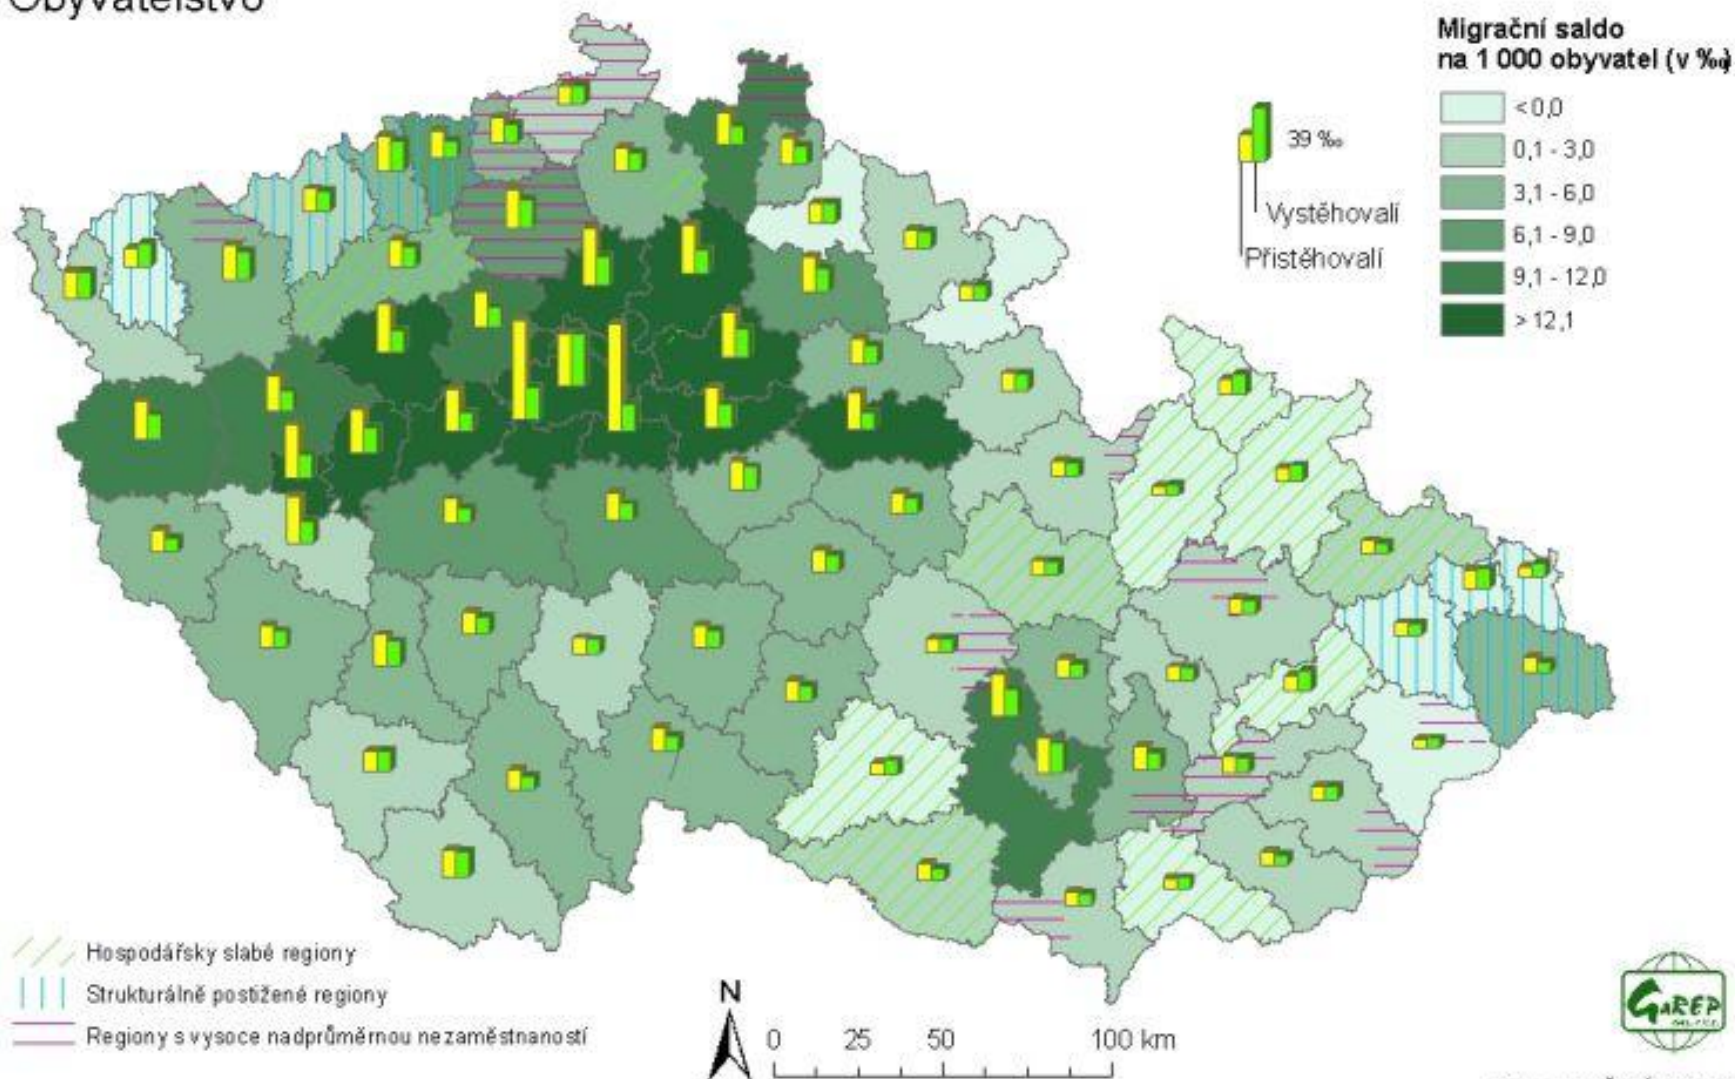 Obyvatelstvo
Migrační saldo
na 1 000 obyvatel (v ‰)
< 0,0
0,1 - 3,0
3,1 - 6,0
6,1 - 9,0
9,1 - 12,0
> 12,1
39 ‰
Vystěhovalí
Přistěhovalí
Hospodářsky slabé regiony
Strukturálně postižené regiony
Regiony s vysoce nadprůměrnou nezaměstnaností
N
0 25 50 100 km
GAREP